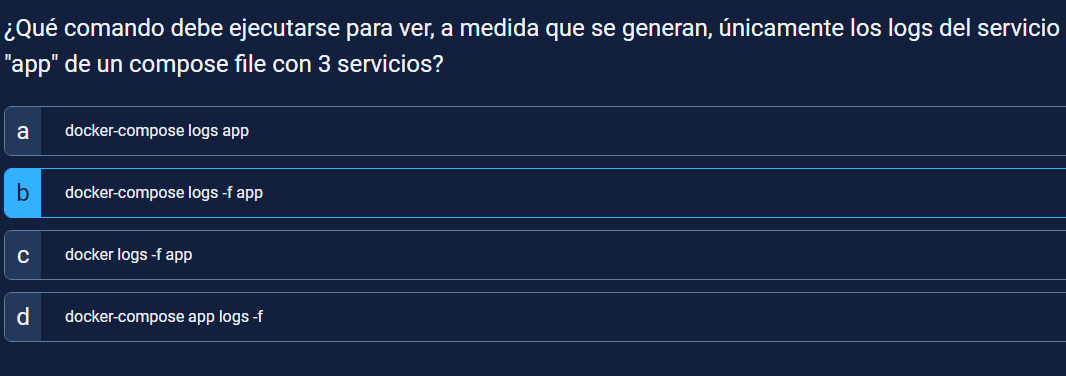 ¿Qué comando debe ejecutarse para ver, a medida que se generan, únicamente los logs del servicio
"app" de un compose file con 3 servicios?
a docker-compose logs app
b docker-compose logs -f app
c docker logs -f app
d docker-compose app logs -f